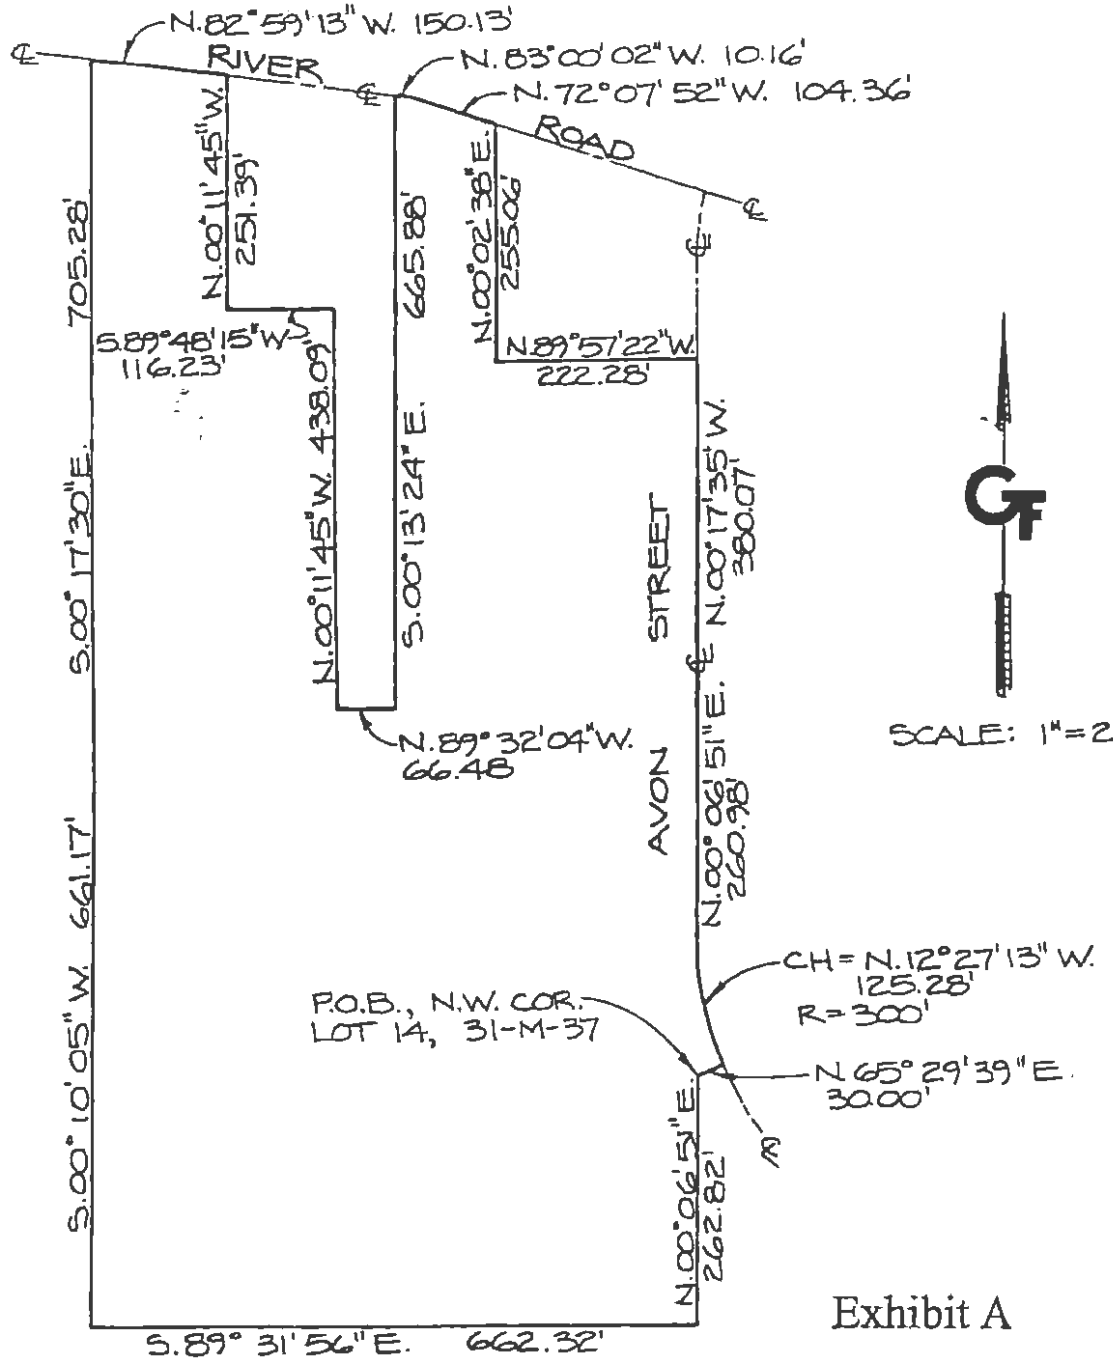 N.82°59'13"W. 150.13'
RIVER
N.83°00'02"W. 10.16'
N.72°07'52"W. 104.36'
ROAD
℄
℄
℄
℄
705.28'
S.00°17'30"E.
N.00°11'45"W.
251.39'
665.88'
S.00°13'24"E.
N.00°02'38"E.
255.06'
S.89°48'15"W
116.23'
N.00°11'45"W. 438.09
N.89°57'22"W.
222.28'
N.00°17'35"W.
380.07'
STREET
℄
AVON
N.89°32'04"W.
66.48
GF
SCALE: 1"=2
N.00°06'51"E.
260.98'
661.17'
S.00°10'05"W.
CH= N.12°27'13"W.
125.28'
R=300'
P.O.B., N.W. COR.
LOT 14, 31-M-37
N.65°29'39"E.
30.00'
N.00°06'51"E.
262.82'
Exhibit A
S.89°31'56"E. 662.32'